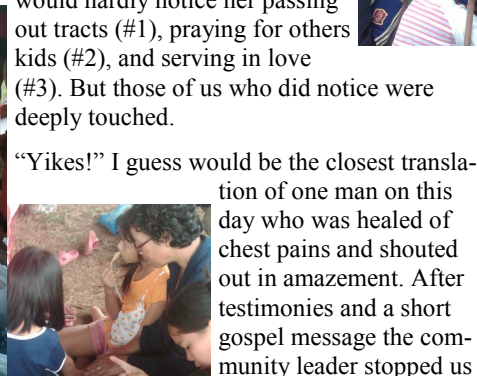 would hardly notice her passing
out tracts (#1), praying for others
kids (#2), and serving in love
(#3). But those of us who did notice were
deeply touched.
“Yikes!” I guess would be the closest transla-
tion of one man on this
day who was healed of
chest pains and shouted
out in amazement. After
testimonies and a short
gospel message the com-
munity leader stopped us